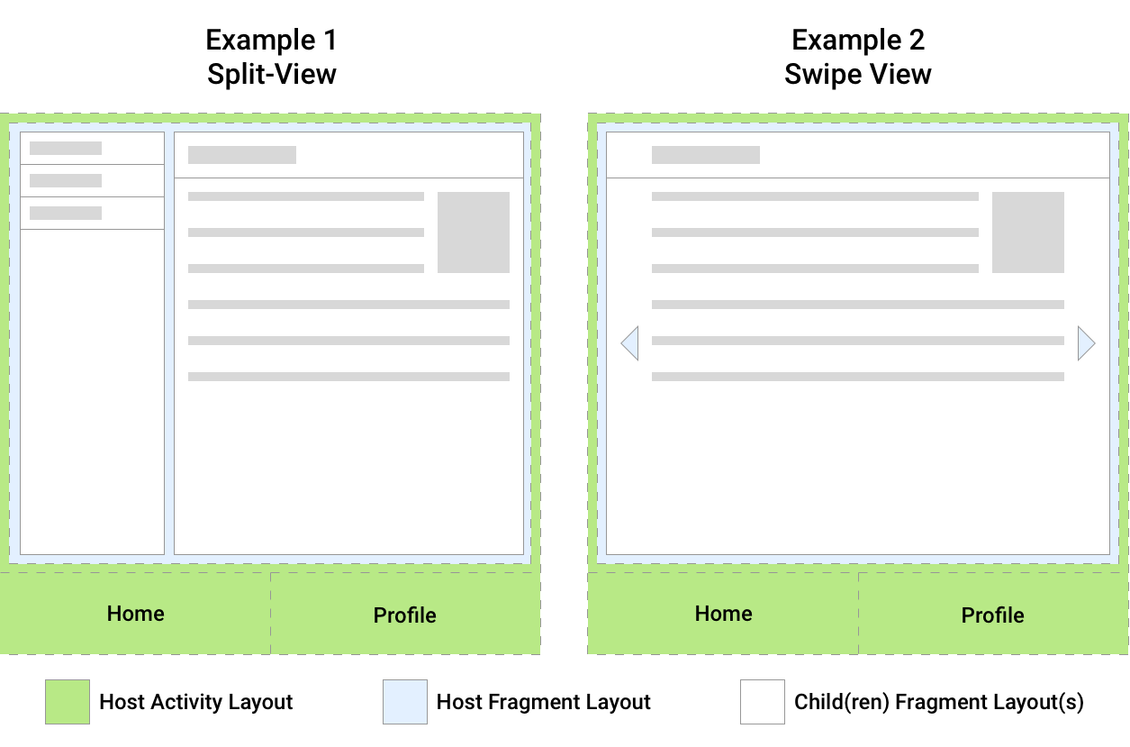 Example 1
Split-View
Example 2
Swipe View
Home
Profile
Home
Profile
Host Activity Layout
Host Fragment Layout
Child(ren) Fragment Layout(s)